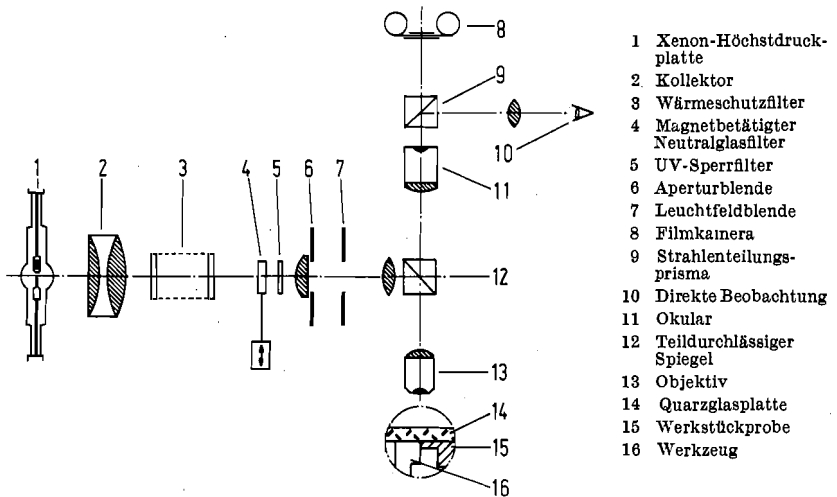 1 Xenon-Höchstdruck-
platte
2 Kollektor
3 Wärmeschutzfilter
4 Magnetbetätigter
Neutralglasfilter
5 UV-Sperrfilter
6 Aperturblende
7 Leuchtfeldblende
8 Filmkamera
9 Strahlenteilungs-
prisma
10 Direkte Beobachtung
11 Okular
12 Teildurchlässiger
Spiegel
13 Objektiv
14 Quarzglasplatte
15 Werkstückprobe
16 Werkzeug
8
9
10
11
1 2 3 4 5 6 7
12
13
14
15
16